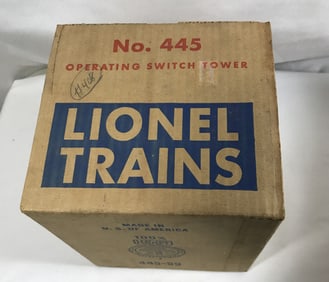 No. 445
OPERATING SWITCH TOWER
LIONEL
TRAINS
MADE IN
U. S. OF AMERICA